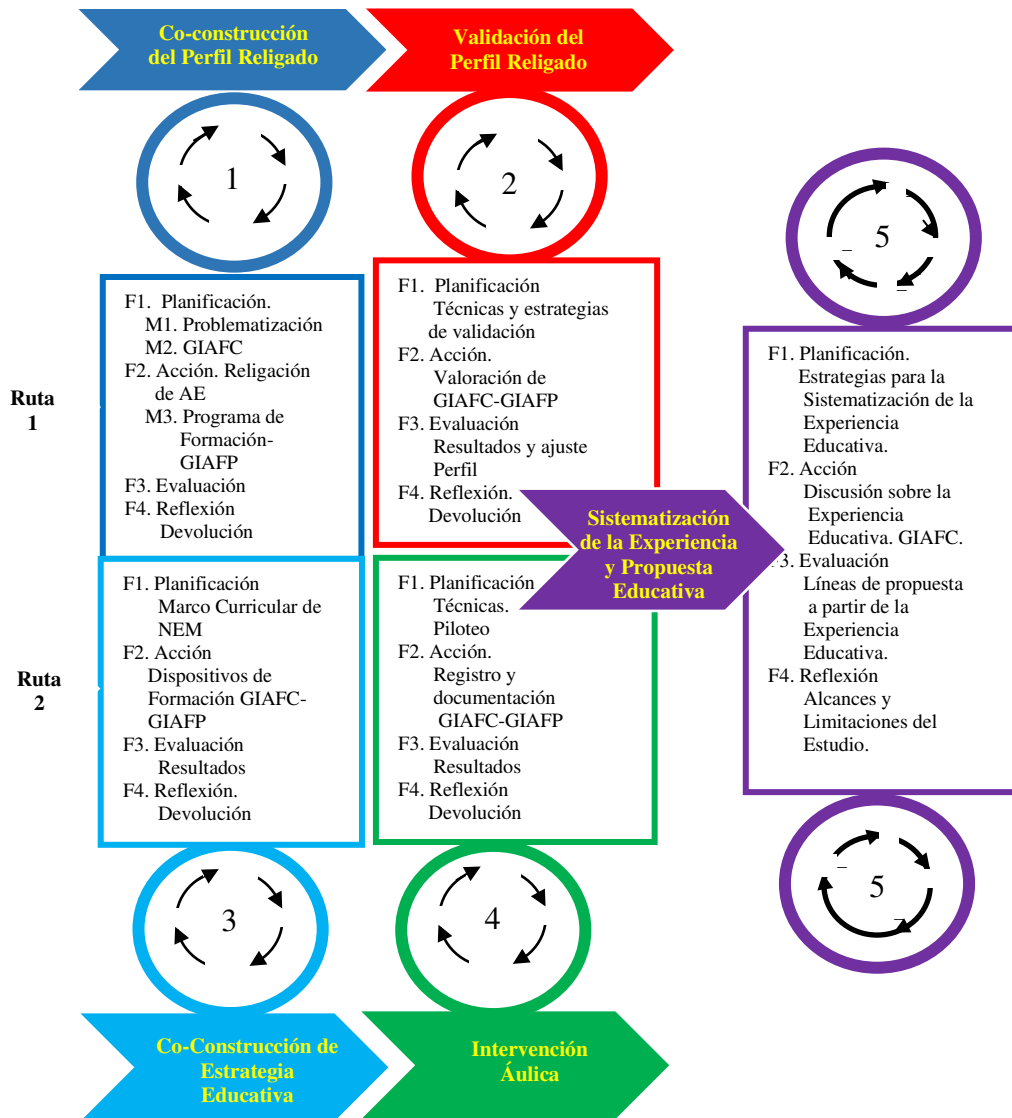 Co-construcción
del Perfil Religado
Validación del
Perfil Religado
1
2
5
Ruta
1
F1. Planificación.
M1. Problematización
M2. GIAFC
F2. Acción. Religación
de AE
M3. Programa de
Formación-
GIAFP
F3. Evaluación
F4. Reflexión
Devolución
F1. Planificación
Técnicas y estrategias
de validación
F2. Acción.
Valoración de
GIAFC-GIAFP
F3. Evaluación
Resultados y ajuste
Perfil
F4. Reflexión.
Devolución
Sistematización
de la Experiencia
y Propuesta
Educativa
F1. Planificación.
Estrategias para la
Sistematización de la
Experiencia
Educativa.
F2. Acción
Discusión sobre la
Experiencia
Educativa. GIAFC.
F3. Evaluación
Líneas de propuesta
a partir de la
Experiencia
Educativa.
F4. Reflexión
Alcances y
Limitaciones del
Estudio.
Ruta
2
F1. Planificación
Marco Curricular de
NEM
F2. Acción
Dispositivos de
Formación GIAFC-
GIAFP
F3. Evaluación
Resultados
F4. Reflexión.
Devolución
F1. Planificación
Técnicas.
Piloteo
F2. Acción.
Registro y
documentación
GIAFC-GIAFP
F3. Evaluación
Resultados
F4. Reflexión
Devolución
3
4
5
Co-Construcción de
Estrategia
Educativa
Intervención
Áulica